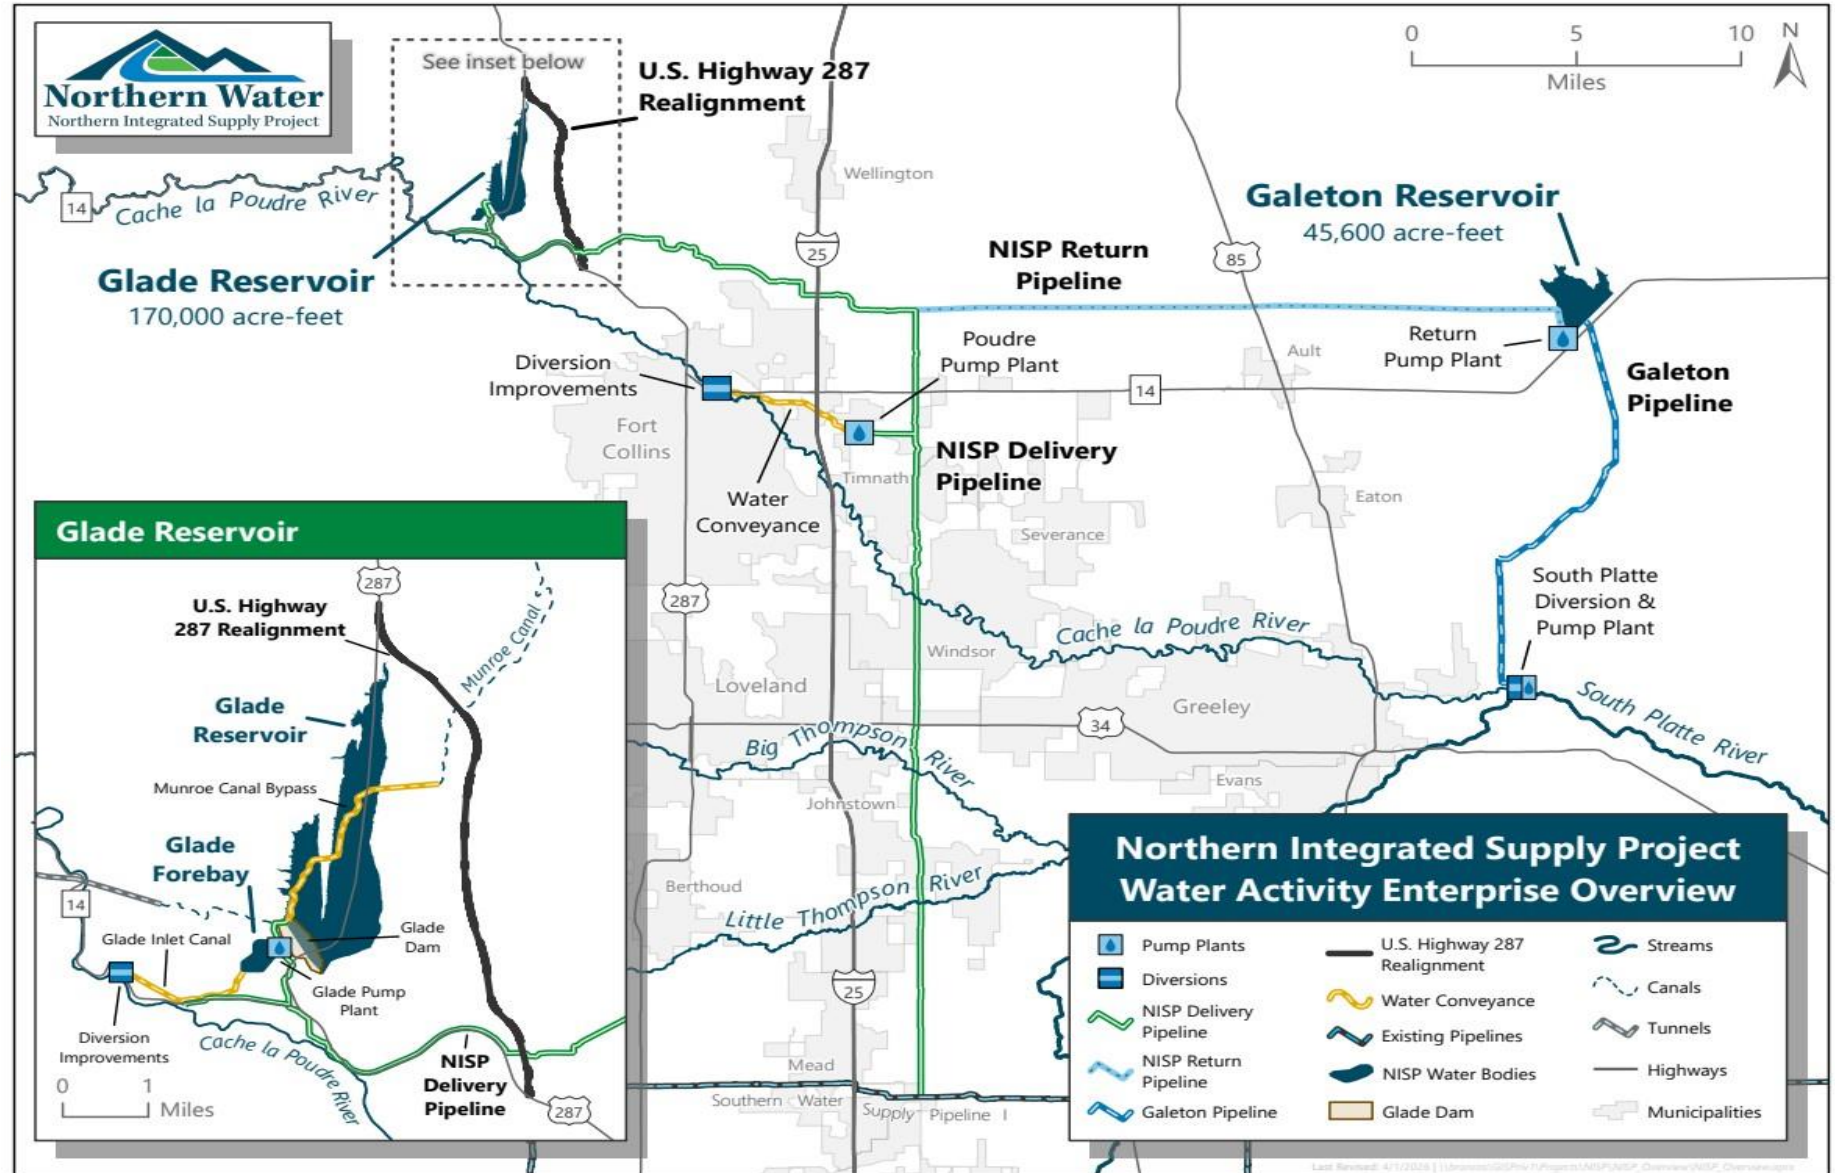 Northern Water
Northern Integrated Supply Project
See inset below
U.S. Highway 287
Realignment
0 5 10
Miles
N
14
Cache la Poudre River
Wellington
25
85
Glade Reservoir
170,000 acre-feet
NISP Return
Pipeline
Galeton Reservoir
45,600 acre-feet
Diversion
Improvements
Poudre
Pump Plant
Return
Pump Plant
Ault
14
Galeton
Pipeline
Fort
Collins
NISP Delivery
Pipeline
Timnath
Water
Conveyance
Eaton
Severance
South Platte
Diversion &
Pump Plant
287
Cache la Poudre River
Windsor
Loveland
Greeley
34
South Platte River
Big Thompson River
Evans
Johnstown
Berthoud
Little Thompson River
25
Mead
Southern Water Supply Pipeline I
Glade Reservoir
287
U.S. Highway
287 Realignment
Munroe Canal
Glade
Reservoir
Munroe Canal Bypass
Glade
Forebay
14
Glade Inlet Canal
Glade
Dam
Glade Pump
Plant
Diversion
Improvements
Cache la Poudre River
NISP
Delivery
Pipeline
287
0 1
Miles
Northern Integrated Supply Project
Water Activity Enterprise Overview
Pump Plants
Diversions
NISP Delivery
Pipeline
NISP Return
Pipeline
Galeton Pipeline
U.S. Highway 287
Realignment
Water Conveyance
Existing Pipelines
NISP Water Bodies
Glade Dam
Streams
Canals
Tunnels
Highways
Municipalities